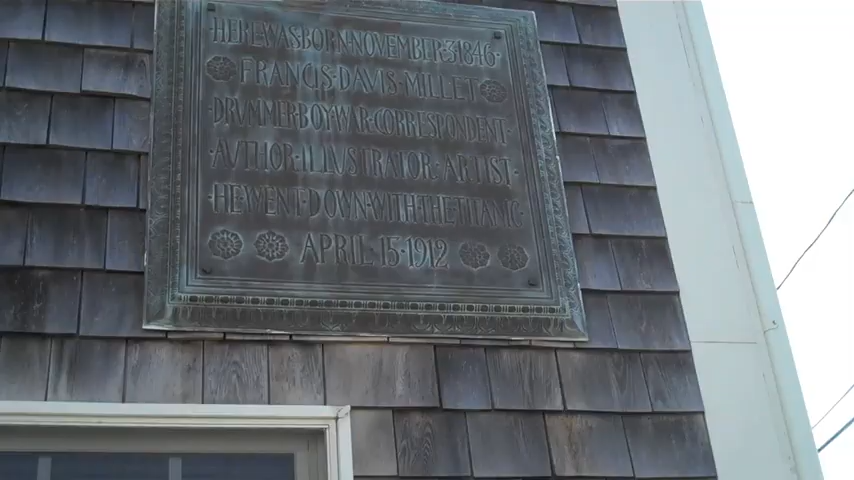 HERE·WAS·BORN·NOVEMBER·3·1846·
FRANCIS·DAVIS·MILLET
DRUMMER·BOY·WAR·CORRESPONDENT·
AUTHOR·ILLUSTRATOR·ARTIST·
HE·WENT·DOWN·WITH·THE·TITANIC·
APRIL·15·1912